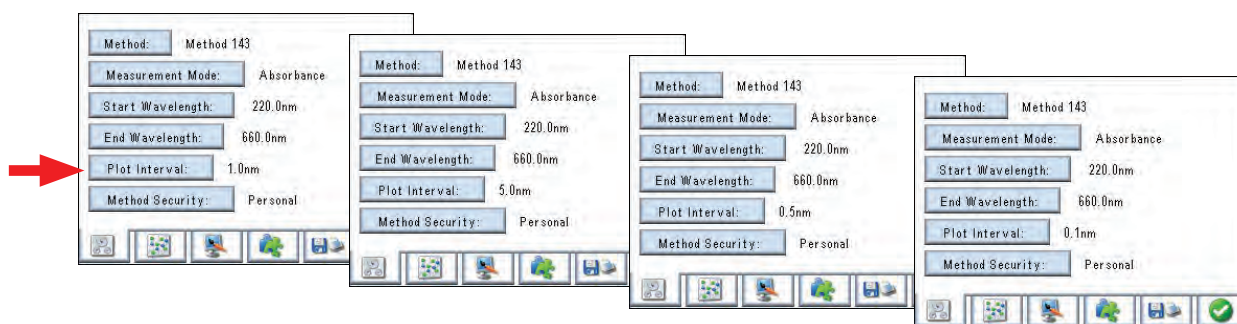 Method: Method 143
Measurement Mode: Absorbance
Start Wavelength: 220.0nm
End Wavelength: 660.0nm
Plot Interval: 1.0nm
Method Security: Personal
Method: Method 143
Measurement Mode: Absorbance
Start Wavelength: 220.0nm
End Wavelength: 660.0nm
Plot Interval: 5.0nm
Method Security: Personal
Method: Method 143
Measurement Mode: Absorbance
Start Wavelength: 220.0nm
End Wavelength: 660.0nm
Plot Interval: 0.5nm
Method Security: Personal
Method: Method 143
Measurement Mode: Absorbance
Start Wavelength: 220.0nm
End Wavelength: 660.0nm
Plot Interval: 0.1nm
Method Security: Personal